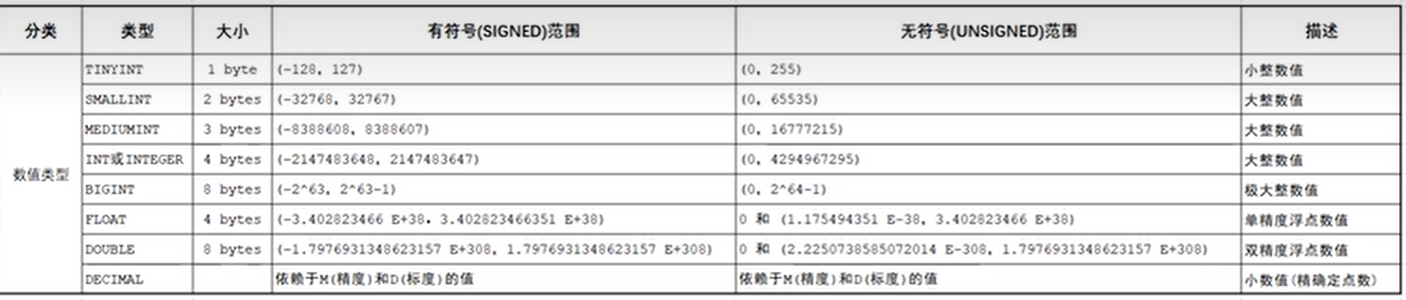 分类 类型 大小 有符号(SIGNED)范围 无符号(UNSIGNED)范围 描述
TINYINT 1 byte (-128, 127) (0, 255) 小整数值
SMALLINT 2 bytes (-32768, 32767) (0, 65535) 大整数值
MEDIUMINT 3 bytes (-8388608, 8388607) (0, 16777215) 大整数值
数值类型 INT或INTEGER 4 bytes (-2147483648, 2147483647) (0, 4294967295) 大整数值
BIGINT 8 bytes (-2^63, 2^63-1) (0, 2^64-1) 极大整数值
FLOAT 4 bytes (-3.402823466 E+38, 3.402823466351 E+38) 0 和 (1.175494351 E-38, 3.402823466 E+38) 单精度浮点数值
DOUBLE 8 bytes (-1.7976931348623157 E+308, 1.7976931348623157 E+308) 0 和 (2.2250738585072014 E-308, 1.7976931348623157 E+308) 双精度浮点数值
DECIMAL 依赖于M(精度)和D(标度)的值 依赖于M(精度)和D(标度)的值 小数值(精确定点数)